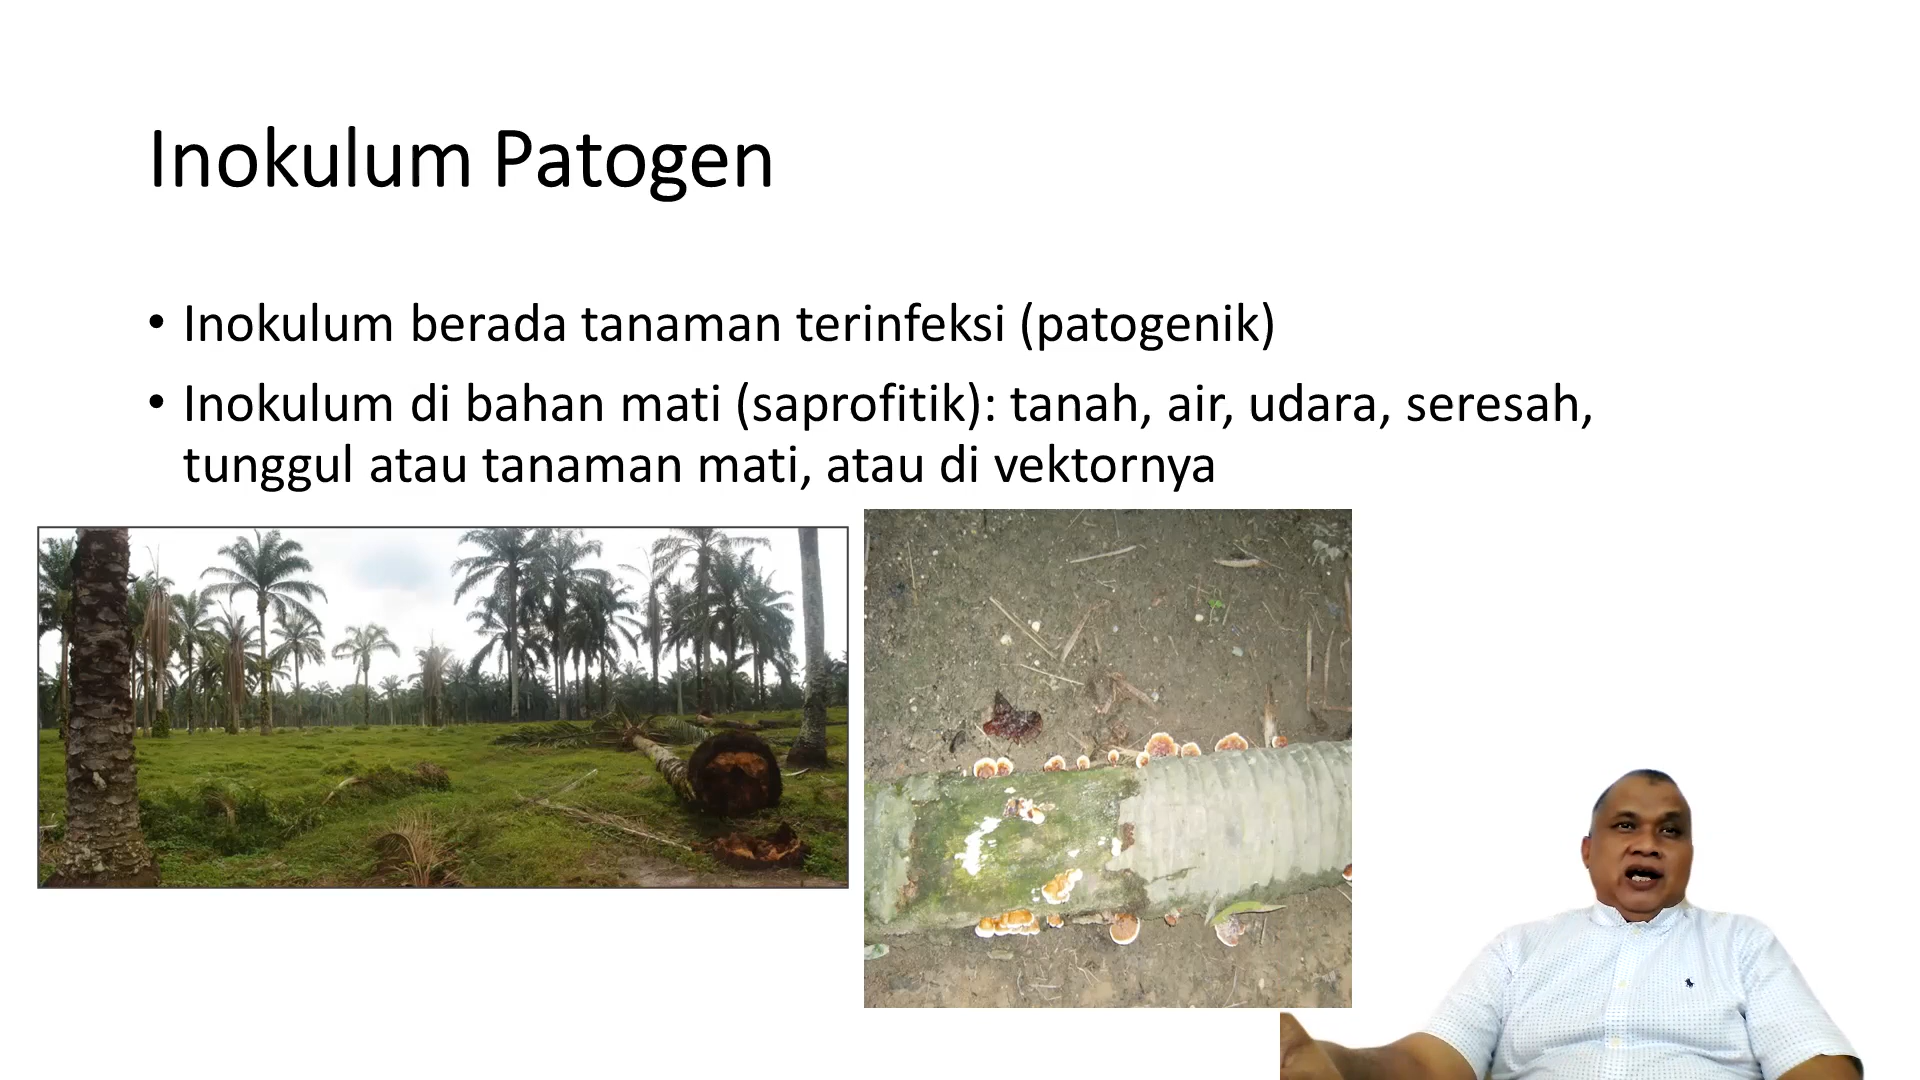 Inokulum Patogen
• Inokulum berada tanaman terinfeksi (patogenik)
• Inokulum di bahan mati (saprofitik): tanah, air, udara, seresah,
tunggul atau tanaman mati, atau di vektornya